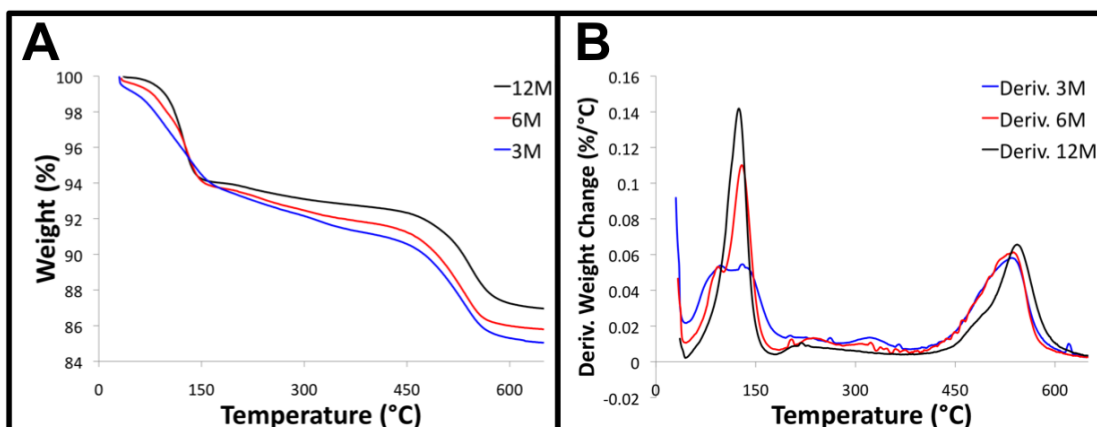 A
100
98
96
94
92
90
88
86
84
Weight (%)
12M
6M
3M
0
150
300
450
600
Temperature (°C)
B
0.16
0.14
0.12
0.1
0.08
0.06
0.04
0.02
0
-0.02
Deriv. Weight Change (%/°C)
Deriv. 3M
Deriv. 6M
Deriv. 12M
0
150
300
450
600
Temperature (°C)